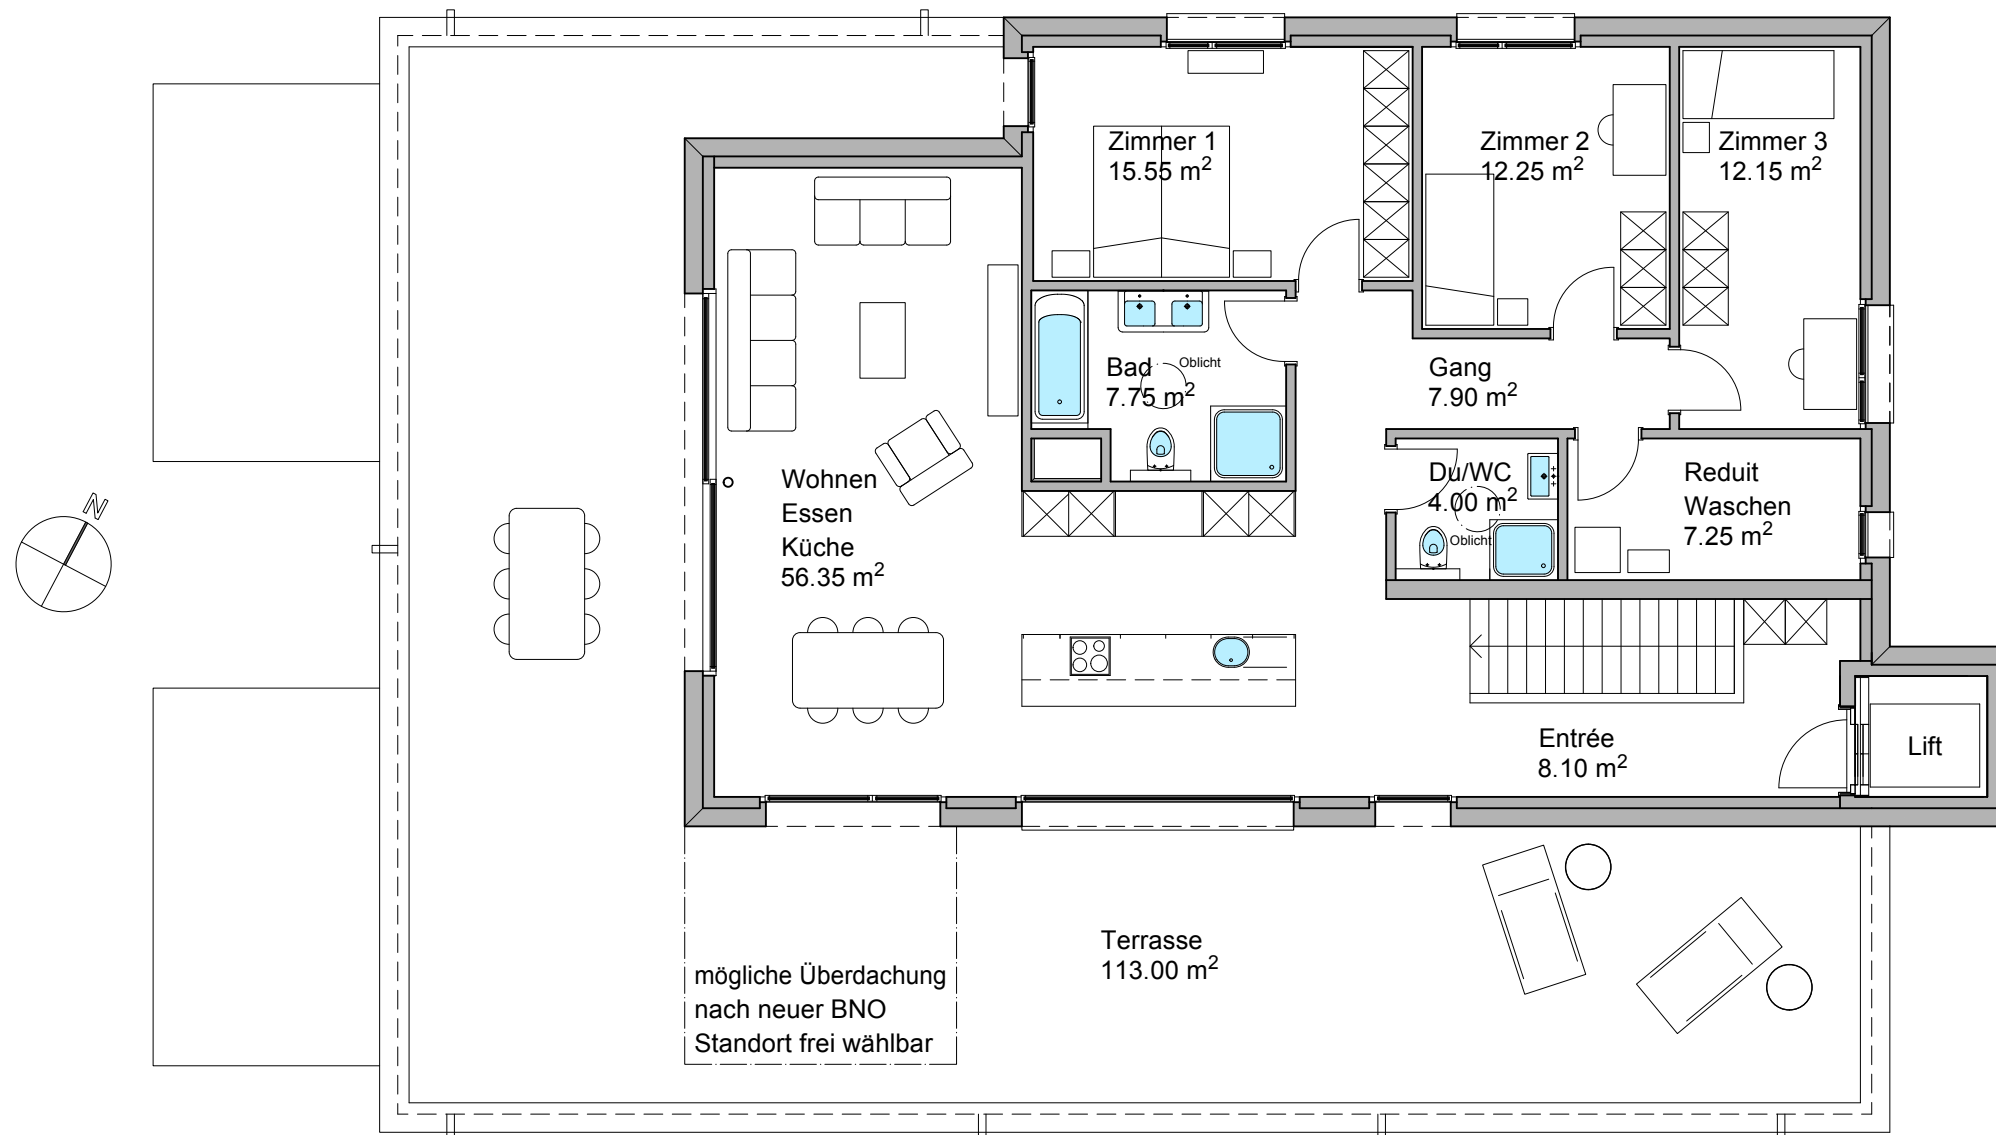 Zimmer 1
15.55 m²
Zimmer 2
12.25 m²
Zimmer 3
12.15 m²
Bad
7.75 m²
Oblicht
Gang
7.90 m²
Du/WC
4.00 m²
Oblicht
Reduit
Waschen
7.25 m²
Wohnen
Essen
Küche
56.35 m²
N
Entrée
8.10 m²
Lift
Terrasse
113.00 m²
mögliche Überdachung
nach neuer BNO
Standort frei wählbar